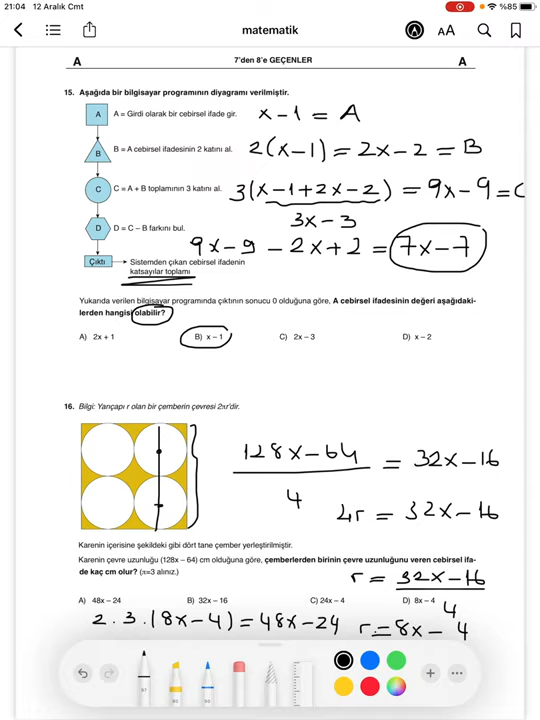 21:04 12 Aralık Cmt
%85
matematik
AA
A 7'den 8'e GEÇENLER A
15. Aşağıda bir bilgisayar programının diyagramı verilmiştir.
A A = Girdi olarak bir cebirsel ifade gir. x-1 = A
B B = A cebirsel ifadesinin 2 katını al. 2(x-1) = 2x-2 = B
C C = A + B toplamının 3 katını al. 3(x-1+2x-2) = 9x-9 = C
3x-3
D D = C – B farkını bul.
9x-9-2x+2 = 7x-7
Çıktı Sistemden çıkan cebirsel ifadenin
katsayılar toplamı
Yukarıda verilen bilgisayar programında çıktının sonucu 0 olduğuna göre, A cebirsel ifadesinin değeri aşağıdaki-
lerden hangisi olabilir?
A) 2x + 1 B) x – 1 C) 2x – 3 D) x – 2
16. Bilgi: Yarıçapı r olan bir çemberin çevresi 2πr'dir.
128x-64
4
= 32x-16
4r = 32x-16
Karenin içerisine şekildeki gibi dört tane çember yerleştirilmiştir.
Karenin çevre uzunluğu (128x – 64) cm olduğuna göre, çemberlerden birinin çevre uzunluğunu veren cebirsel ifa-
de kaç cm olur? (π=3 alınız.)
r = 32x-16
4
A) 48x – 24 B) 32x – 16 C) 24x – 4 D) 8x – 4
2.3.(8x-4) = 48x-24 r = 8x-4